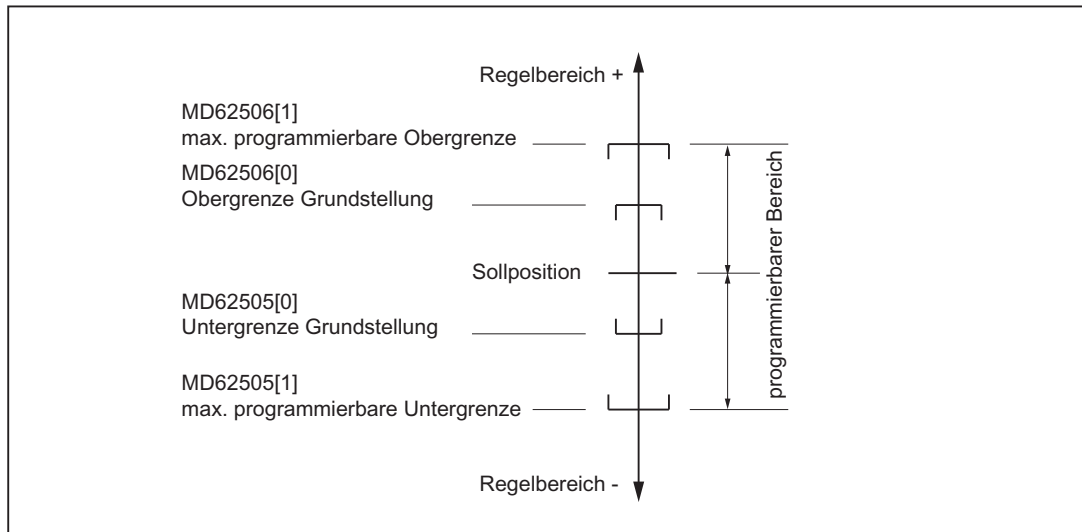 Regelbereich +
MD62506[1]
max. programmierbare Obergrenze
MD62506[0]
Obergrenze Grundstellung
Sollposition
MD62505[0]
Untergrenze Grundstellung
MD62505[1]
max. programmierbare Untergrenze
Regelbereich -
programmierbarer Bereich